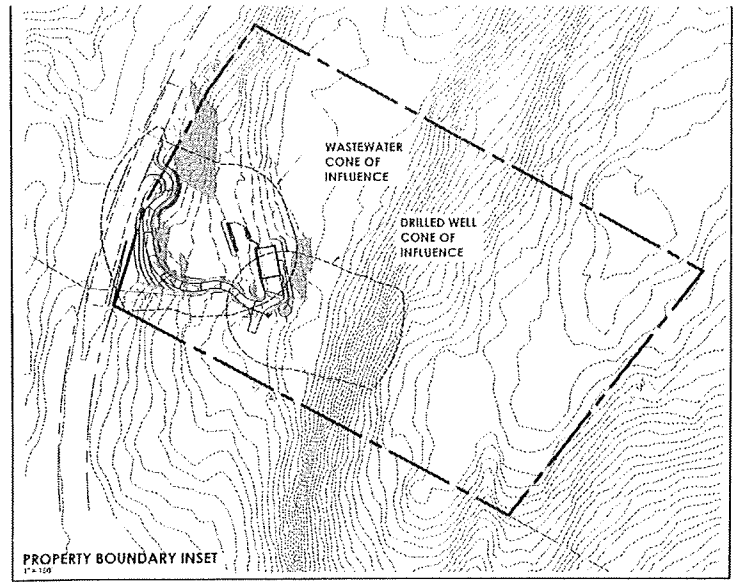 WASTEWATER
CONE OF
INFLUENCE
DRILLED WELL
CONE OF
INFLUENCE
PROPERTY BOUNDARY INSET